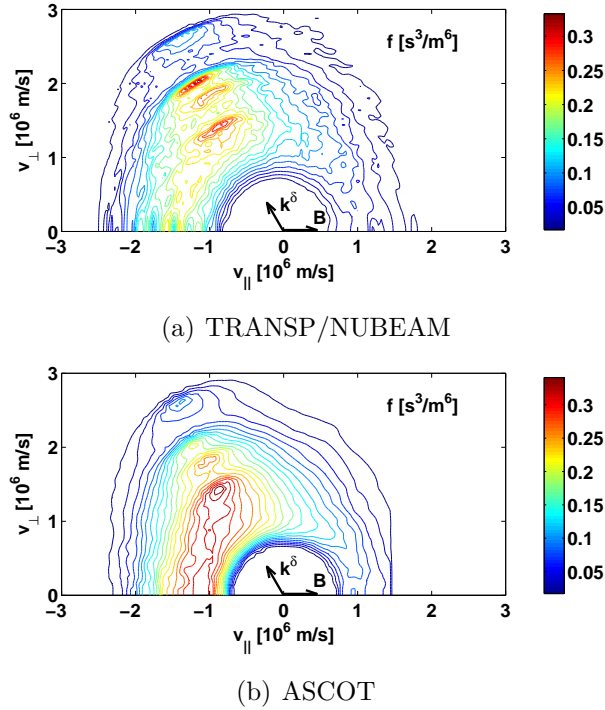 f [s³/m⁶]
3
2
1
0
v⊥ [10⁶ m/s]
k^δ
B
−3 −2 −1 0 1 2 3
v|| [10⁶ m/s]
0.3
0.25
0.2
0.15
0.1
0.05
(a) TRANSP/NUBEAM
f [s³/m⁶]
3
2
1
0
v⊥ [10⁶ m/s]
k^δ
B
−3 −2 −1 0 1 2 3
v|| [10⁶ m/s]
0.3
0.25
0.2
0.15
0.1
0.05
(b) ASCOT